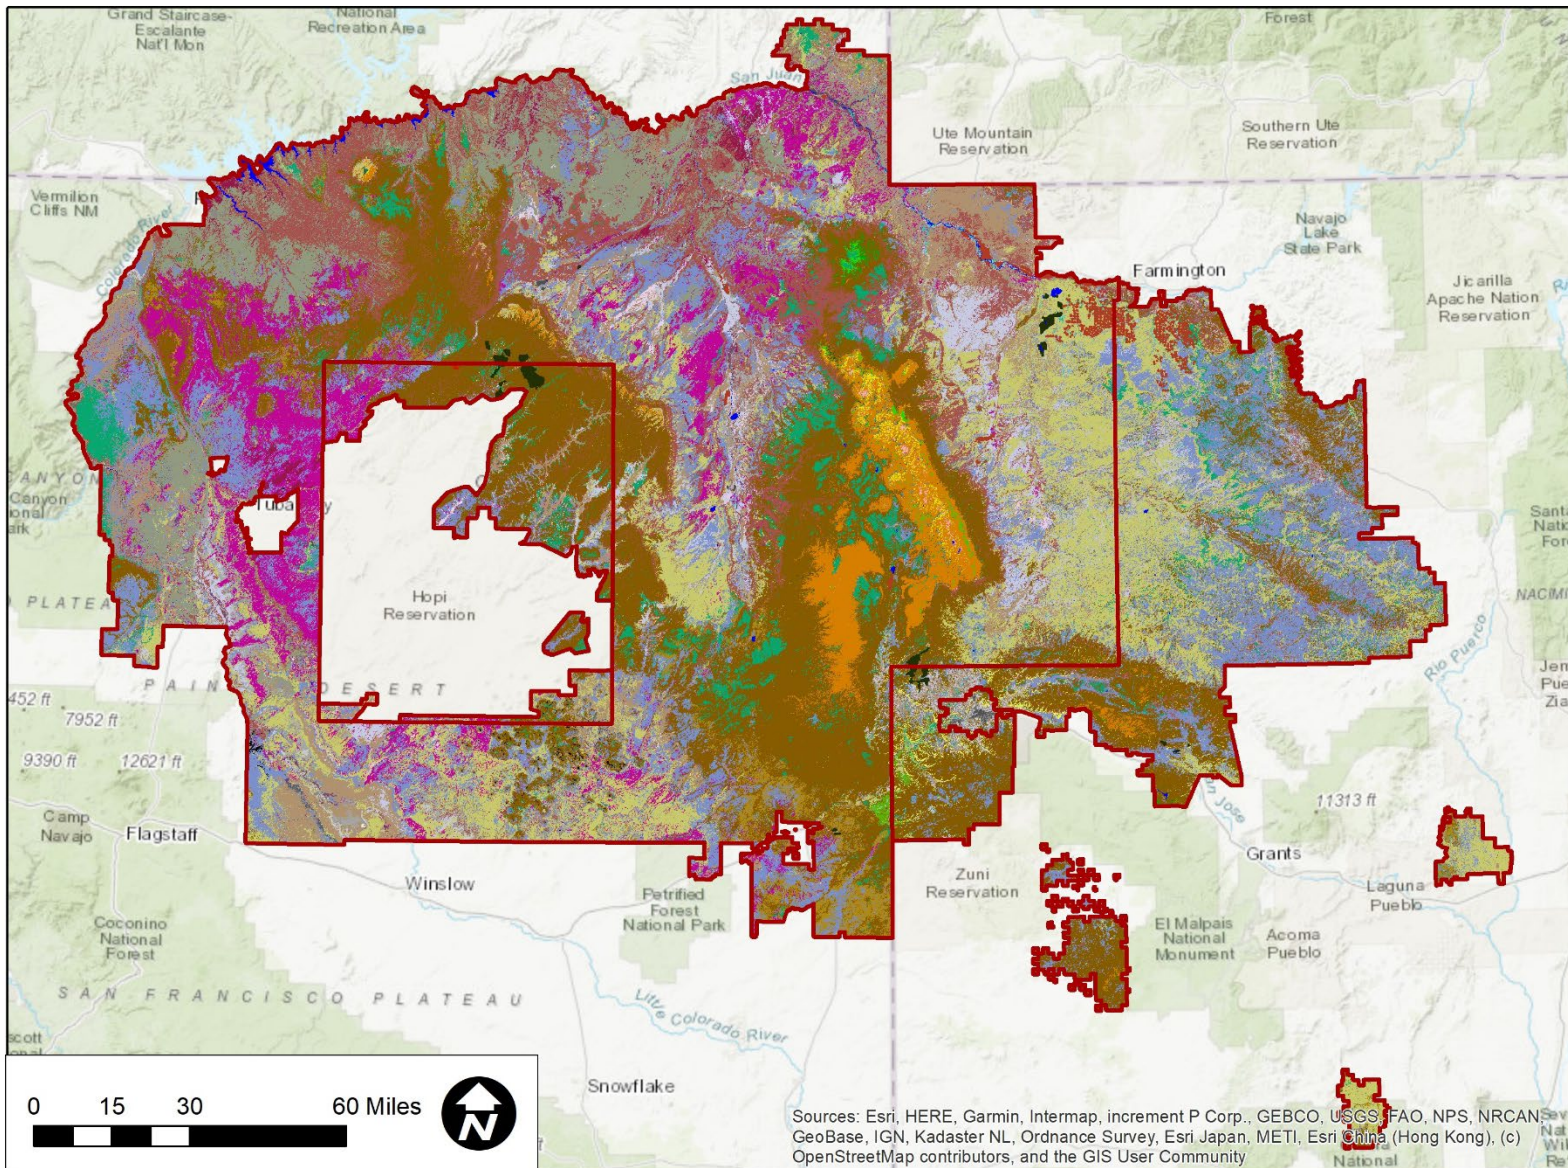 Grand Staircase-
Escalante
Nat'l Mon
National
Recreation Area
Forest
San Juan
Ute Mountain
Reservation
Southern Ute
Reservation
Vermilion
Cliffs NM
Colorado River
Navajo
Lake
State Park
Farmington
Jicarilla
Apache Nation
Reservation
Canyon
Tuba
Hopi
Reservation
PAIN DESERT
Rio Puerco
452 ft
7952 ft
9390 ft
12621 ft
Camp
Navajo
Flagstaff
Winslow
Petrified
Forest
National Park
Zuni
Reservation
San Jose
11313 ft
Grants
Laguna
Pueblo
El Malpais
National
Monument
Acoma
Pueblo
Coconino
National
Forest
SAN FRANCISCO PLATEAU
Little Colorado River
Snowflake
0 15 30 60 Miles
N
Sources: Esri, HERE, Garmin, Intermap, increment P Corp., GEBCO, USGS, FAO, NPS, NRCAN,
GeoBase, IGN, Kadaster NL, Ordnance Survey, Esri Japan, METI, Esri China (Hong Kong), (c)
OpenStreetMap contributors, and the GIS User Community
National